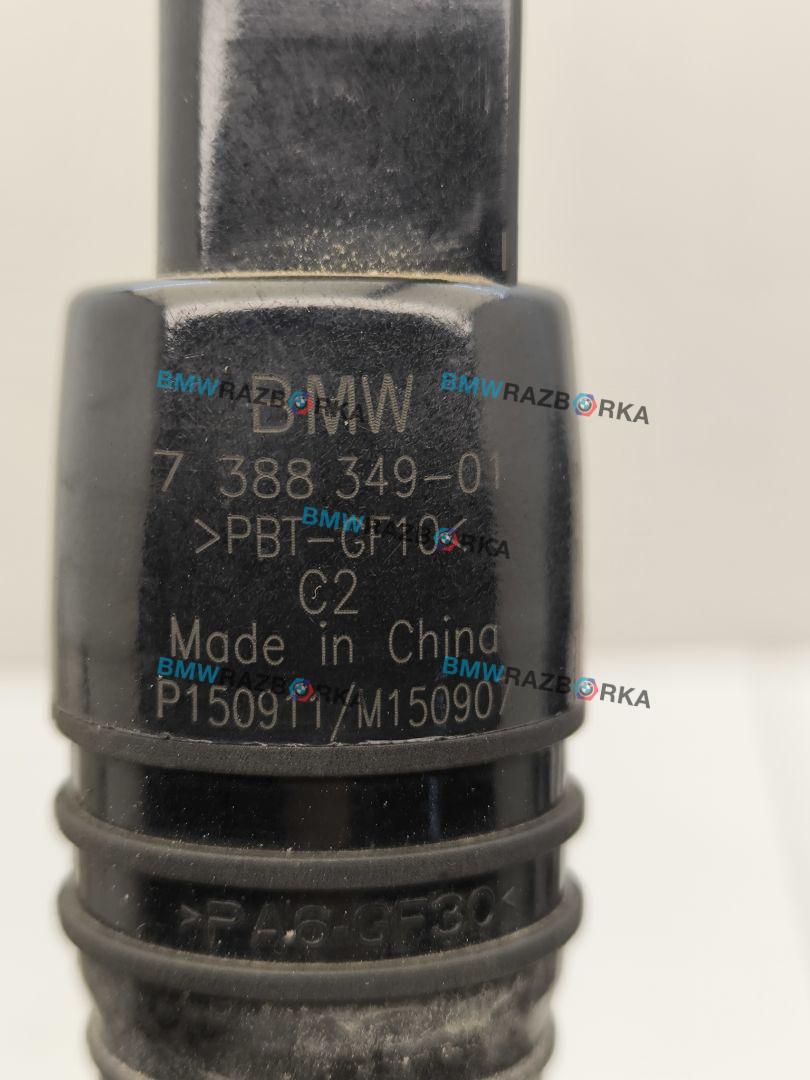 BMWRAZBORKA
BMWRAZBORKA
BMW
7 388 349-01
>PBT-GF10<
BMWRAZBORKA
C2
Made in China
BMWRAZBORKA
BMWRAZBORKA
P150911/M150907
>PA6-GF30<